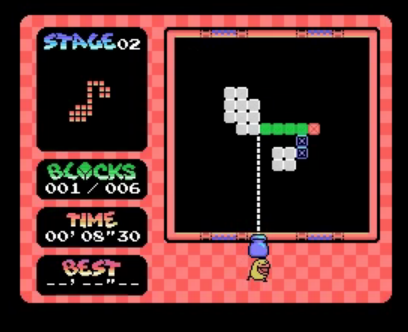 STAGE02
BLOCKS
001 / 006
TIME
00' 08"30
BEST
--' --"--